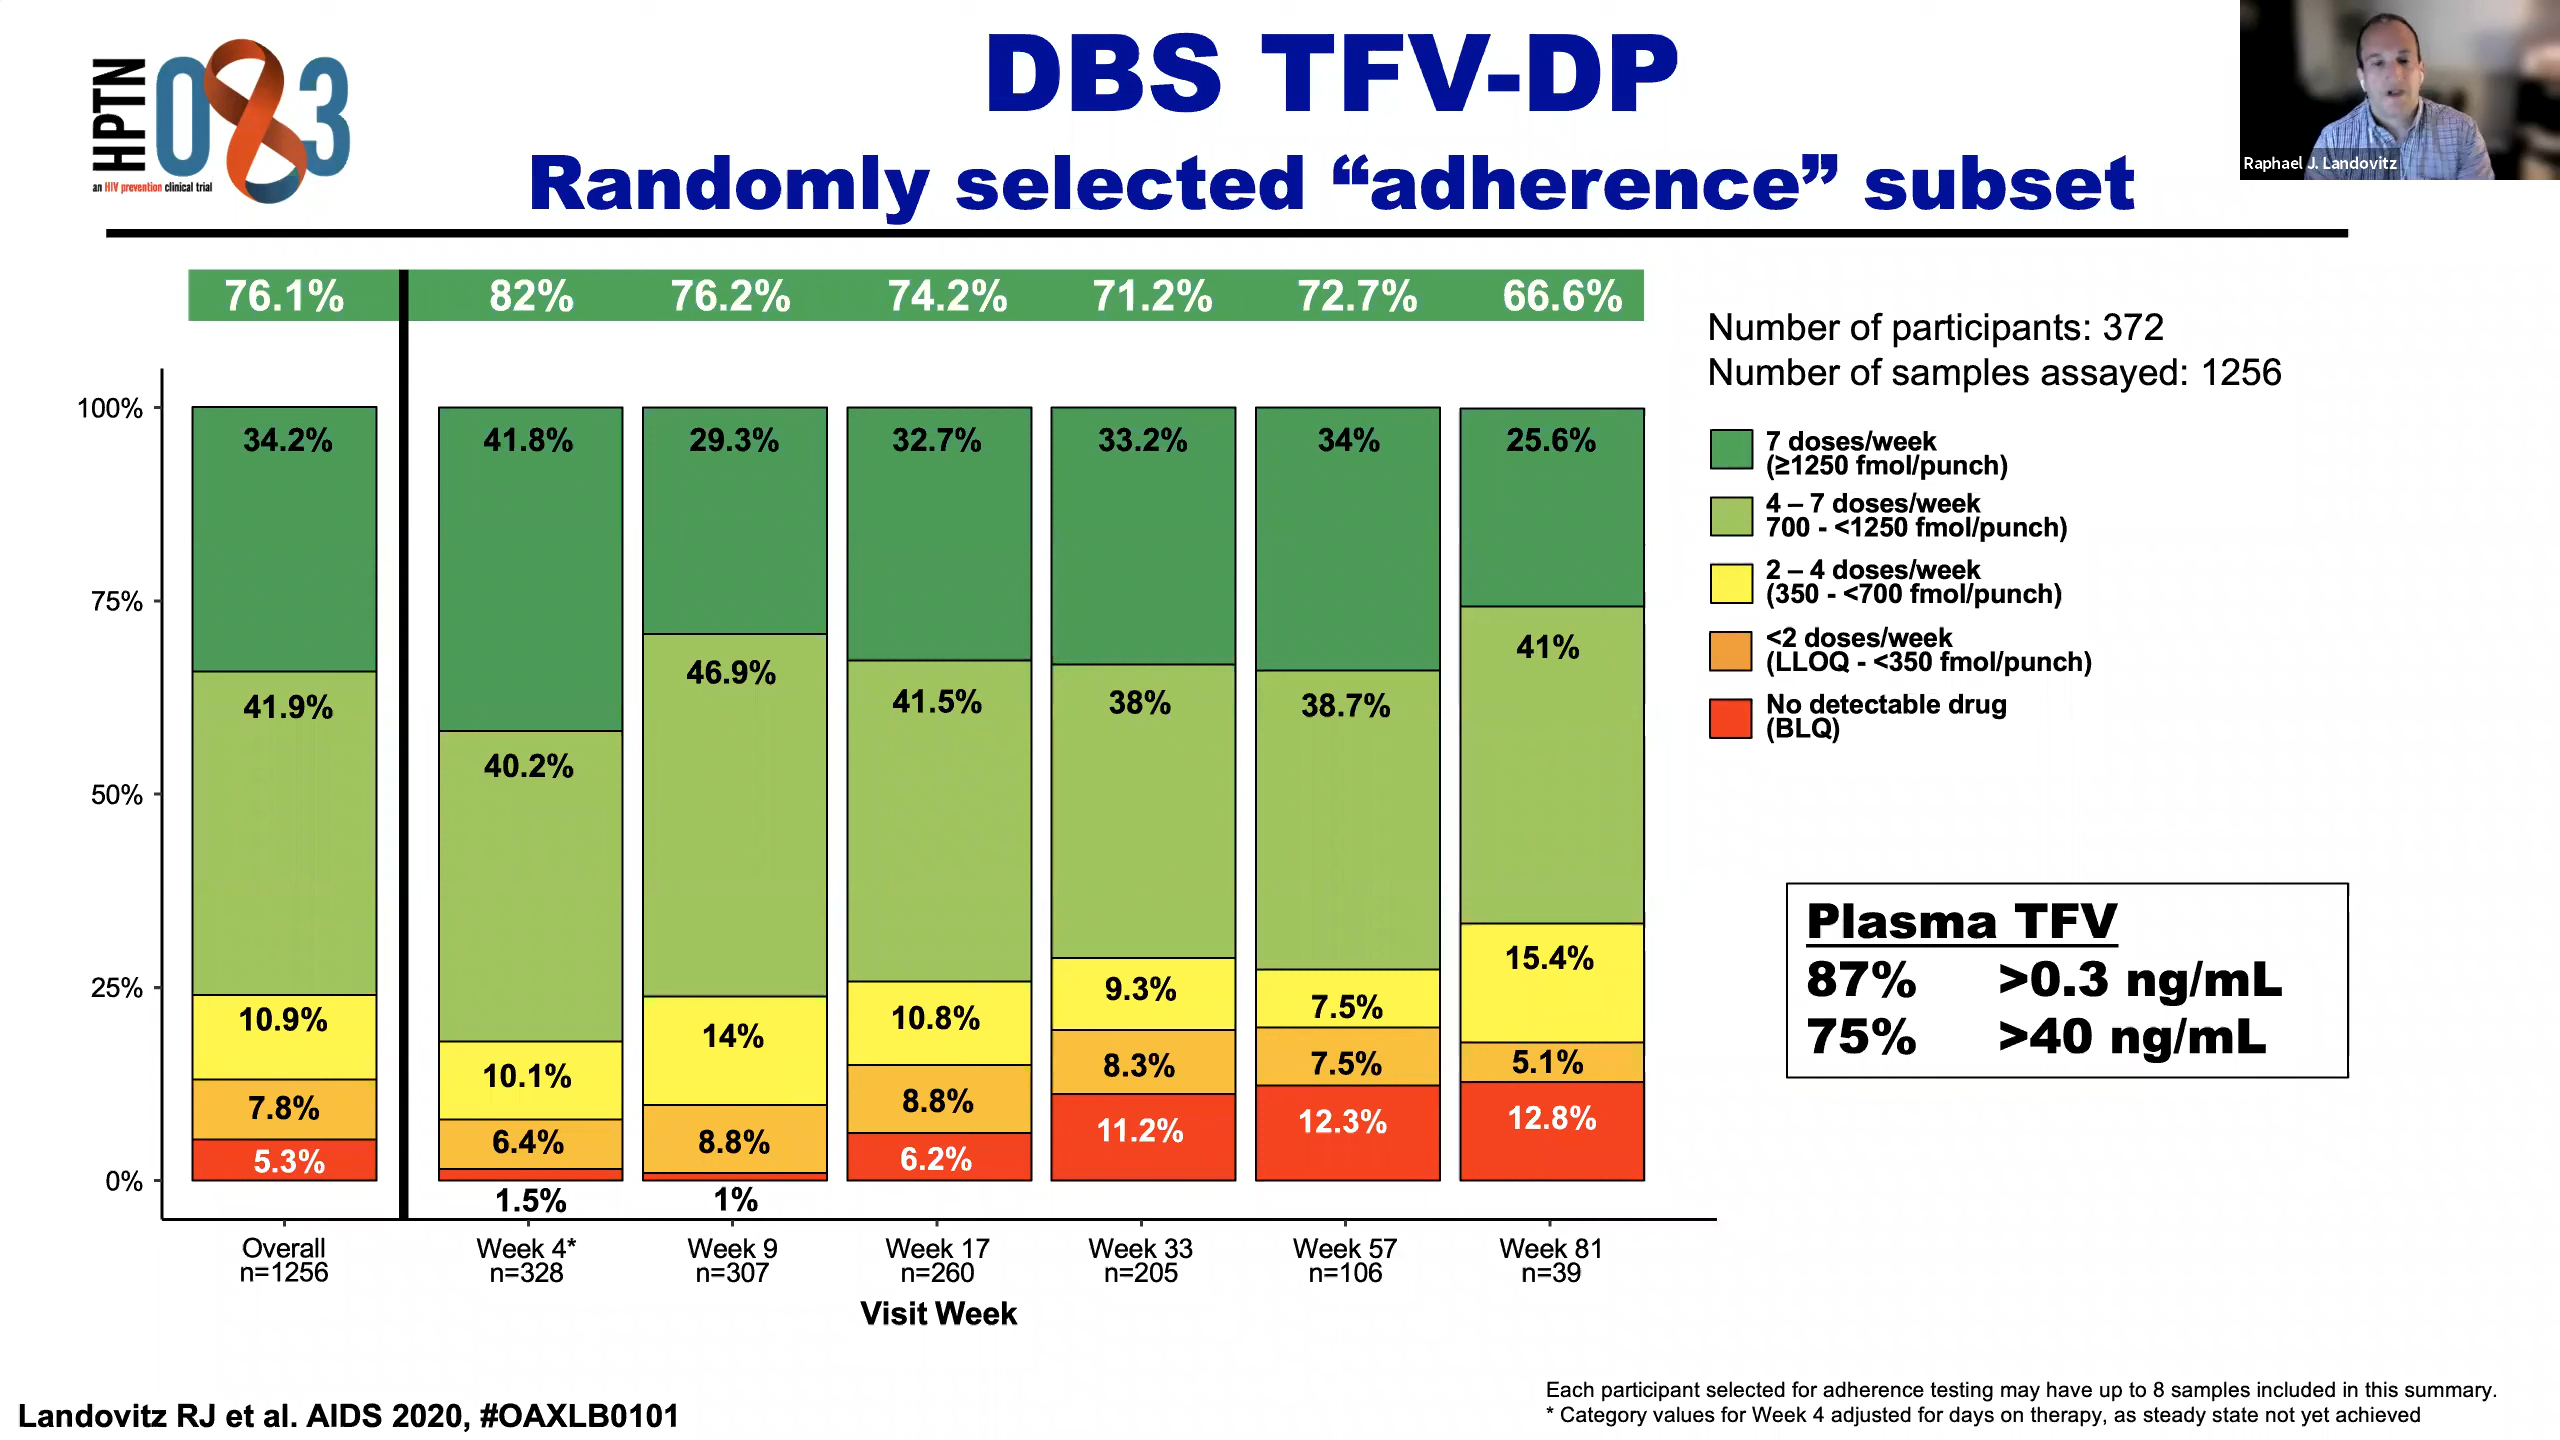 HPTN 083
an HIV prevention clinical trial
DBS TFV-DP
Randomly selected “adherence” subset
Raphael J. Landovitz
76.1% 82% 76.2% 74.2% 71.2% 72.7% 66.6%
Number of participants: 372
Number of samples assayed: 1256
100%
75%
50%
25%
0%
34.2% 41.8% 29.3% 32.7% 33.2% 34% 25.6%
41.9% 40.2% 46.9% 41.5% 38% 38.7% 41%
10.9% 10.1% 14% 10.8% 9.3% 7.5% 15.4%
7.8% 6.4% 8.8% 8.8% 8.3% 7.5% 5.1%
5.3% 1.5% 1% 6.2% 11.2% 12.3% 12.8%
7 doses/week
(≥1250 fmol/punch)
4 – 7 doses/week
700 - <1250 fmol/punch)
2 – 4 doses/week
(350 - <700 fmol/punch)
<2 doses/week
(LLOQ - <350 fmol/punch)
No detectable drug
(BLQ)
Plasma TFV
87% >0.3 ng/mL
75% >40 ng/mL
Overall Week 4* Week 9 Week 17 Week 33 Week 57 Week 81
n=1256 n=328 n=307 n=260 n=205 n=106 n=39
Visit Week
Landovitz RJ et al. AIDS 2020, #OAXLB0101
Each participant selected for adherence testing may have up to 8 samples included in this summary.
* Category values for Week 4 adjusted for days on therapy, as steady state not yet achieved